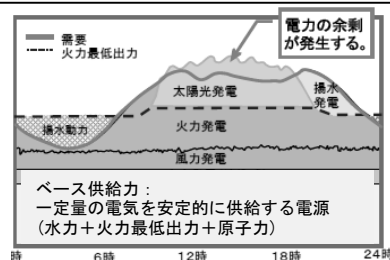 電力の余剰
が発生する。
需要
火力最低出力
太陽光発電
揚水
発電
揚水動力
火力発電
風力発電
ベース供給力：
一定量の電気を安定的に供給する電源
（水力＋火力最低出力＋原子力）
時 6時 12時 18時 24時